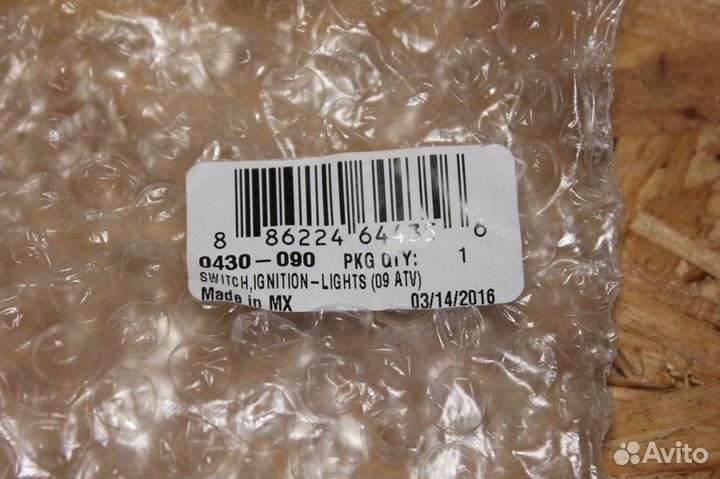 8 86224 64435 6
0430-090 PKG QTY: 1
SWITCH,IGNITION-LIGHTS (09 ATV)
Made in MX 03/14/2016
Avito